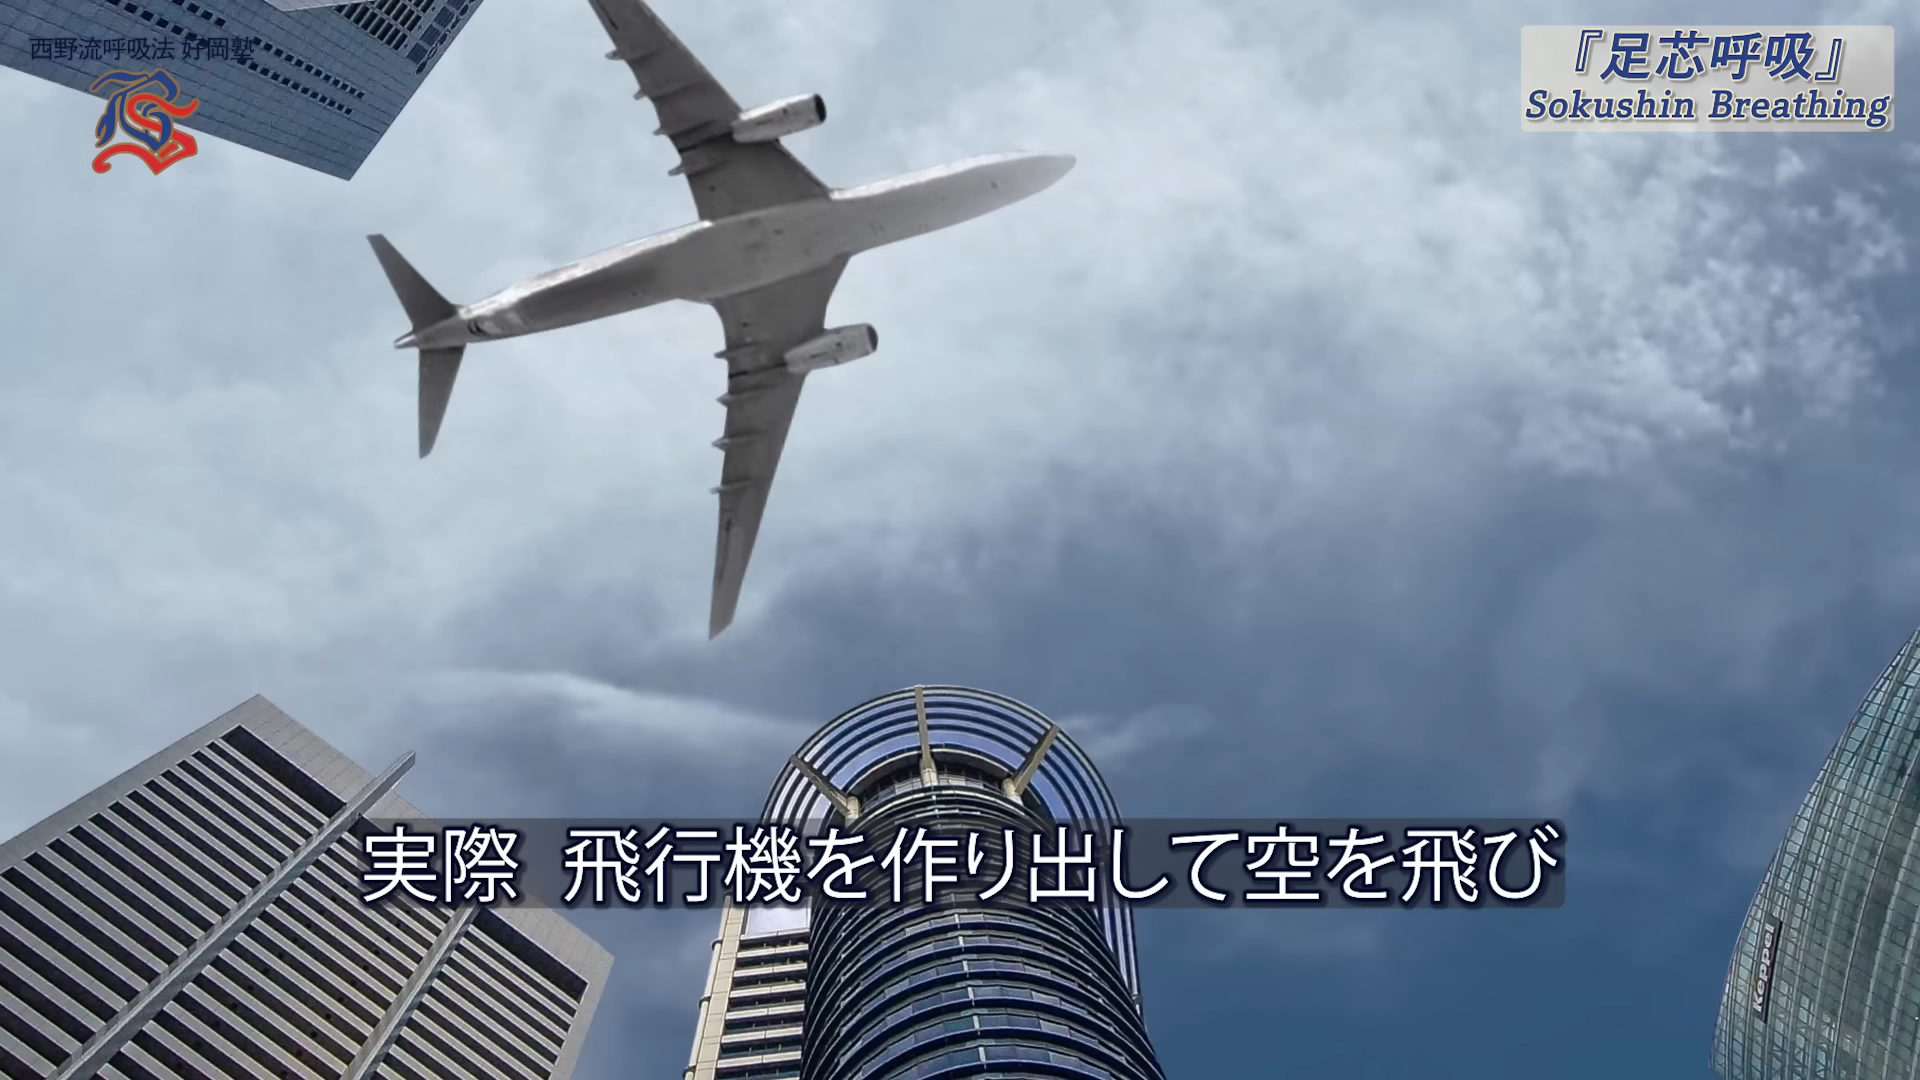 西野流呼吸法 好岡塾
『足芯呼吸』
Sokushin Breathing
実際 飛行機を作り出して空を飛び
Keppel